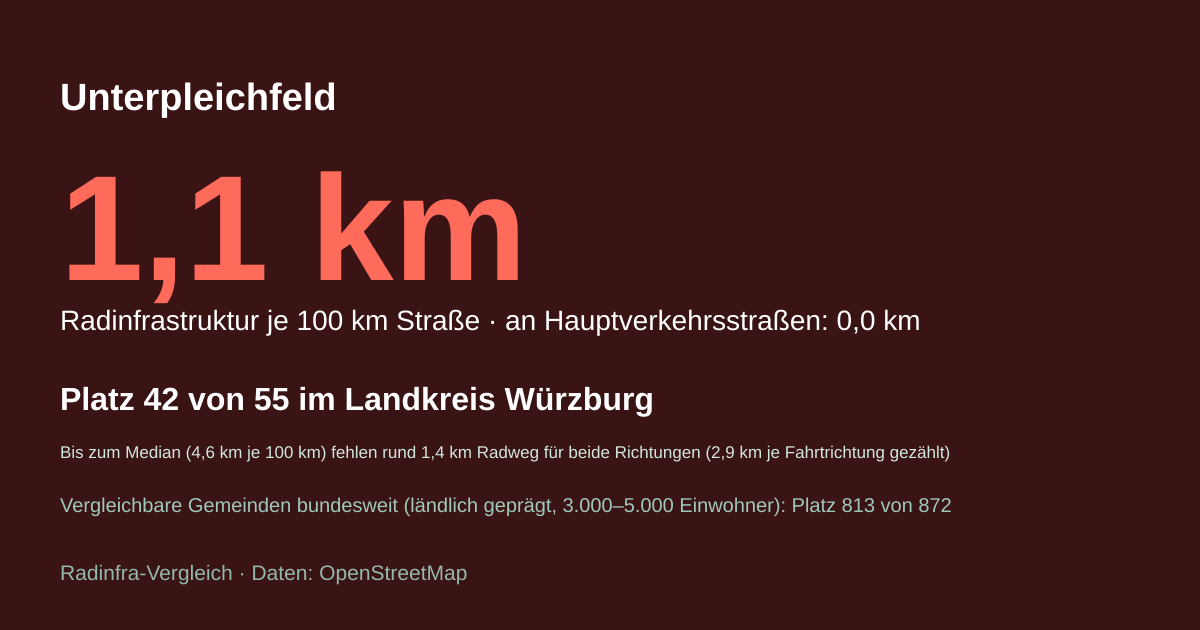 Unterpleichfeld
1,1 km
Radinfrastruktur je 100 km Straße · an Hauptverkehrsstraßen: 0,0 km
Platz 42 von 55 im Landkreis Würzburg
Bis zum Median (4,6 km je 100 km) fehlen rund 1,4 km Radweg für beide Richtungen (2,9 km je Fahrtrichtung gezählt)
Vergleichbare Gemeinden bundesweit (ländlich geprägt, 3.000–5.000 Einwohner): Platz 813 von 872
Radinfra-Vergleich · Daten: OpenStreetMap